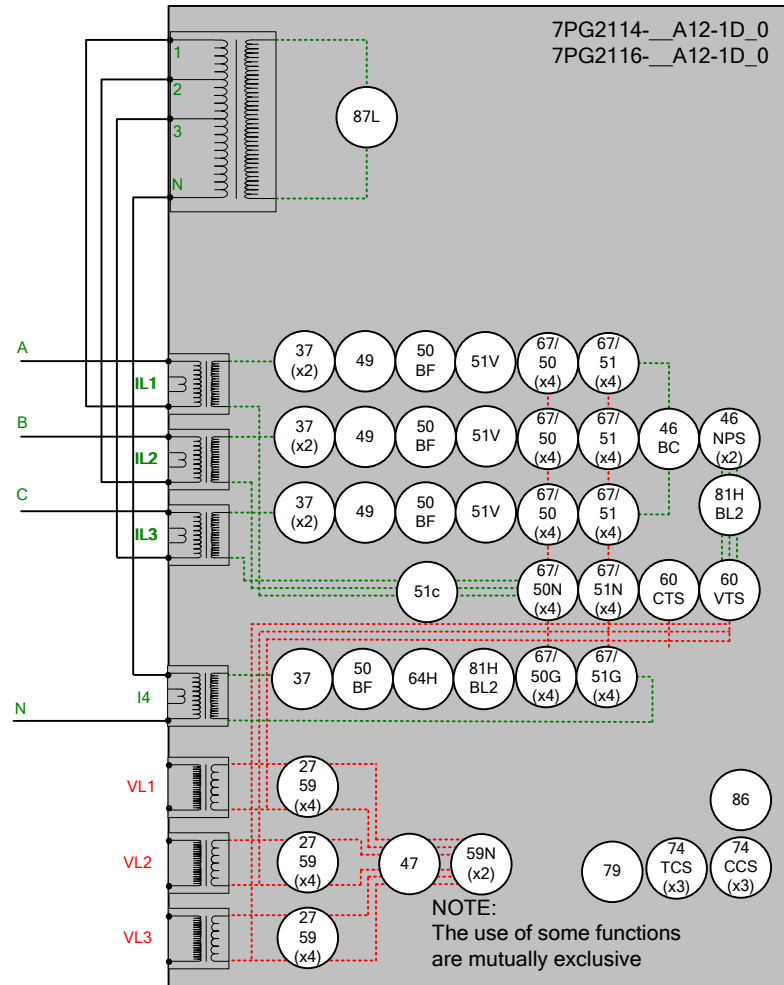 7PG2114-__A12-1D_0
7PG2116-__A12-1D_0
1
2
3
N
87L
A
IL1
37
(x2)
49
50
BF
51V
67/
50
(x4)
67/
51
(x4)
B
IL2
37
(x2)
49
50
BF
51V
67/
50
(x4)
67/
51
(x4)
46
BC
46
NPS
(x2)
C
IL3
37
(x2)
49
50
BF
51V
67/
50
(x4)
67/
51
(x4)
81H
BL2
51c
67/
50N
(x4)
67/
51N
(x4)
60
CTS
60
VTS
I4
N
37
50
BF
64H
81H
BL2
67/
50G
(x4)
67/
51G
(x4)
VL1
27
59
(x4)
86
VL2
27
59
(x4)
47
59N
(x2)
79
74
TCS
(x3)
74
CCS
(x3)
VL3
27
59
(x4)
NOTE:
The use of some functions
are mutually exclusive